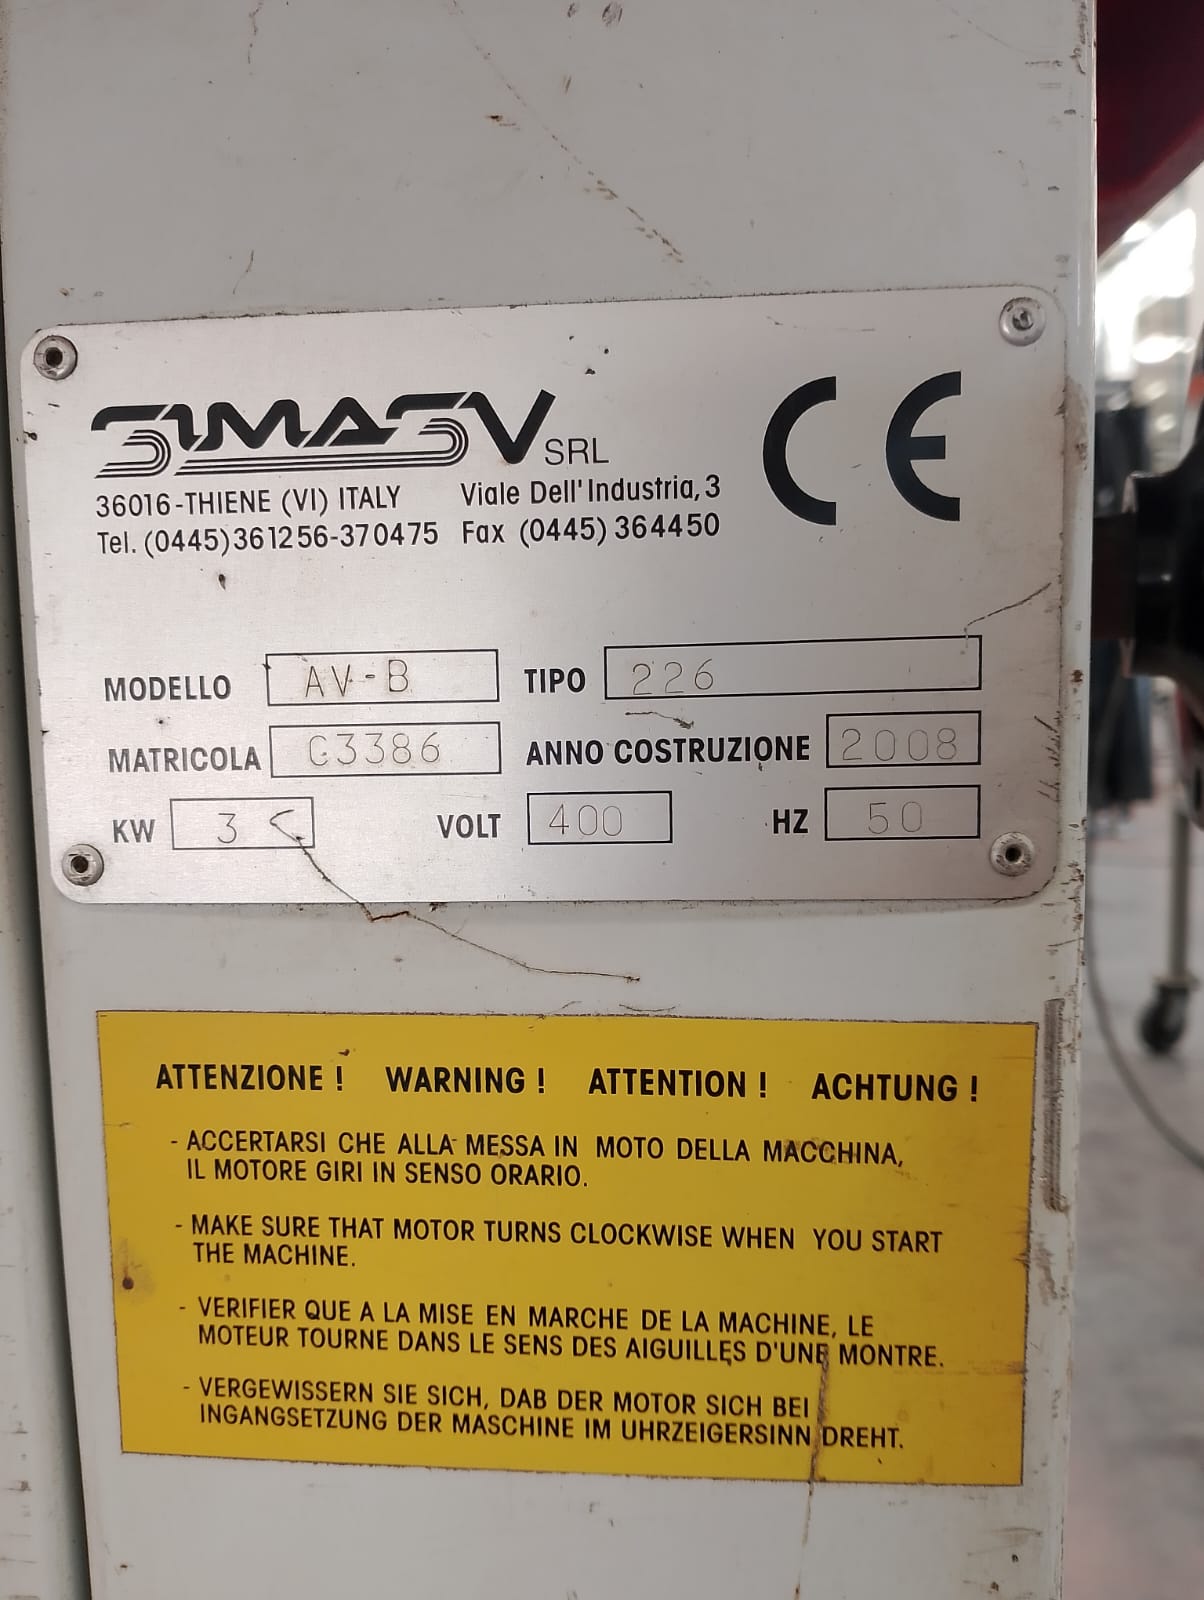 SIMASV SRL
36016-THIENE (VI) ITALY Viale Dell'Industria, 3
Tel. (0445)361256-370475 Fax (0445) 364450
CE
MODELLO AV-B TIPO 226
MATRICOLA C3386 ANNO COSTRUZIONE 2008
KW 3 VOLT 400 HZ 50
ATTENZIONE ! WARNING ! ATTENTION ! ACHTUNG !
- ACCERTARSI CHE ALLA MESSA IN MOTO DELLA MACCHINA,
IL MOTORE GIRI IN SENSO ORARIO.
- MAKE SURE THAT MOTOR TURNS CLOCKWISE WHEN YOU START
THE MACHINE.
- VERIFIER QUE A LA MISE EN MARCHE DE LA MACHINE, LE
MOTEUR TOURNE DANS LE SENS DES AIGUILLES D'UNE MONTRE.
- VERGEWISSERN SIE SICH, DAB DER MOTOR SICH BEI
INGANGSETZUNG DER MASCHINE IM UHRZEIGERSINN DREHT.